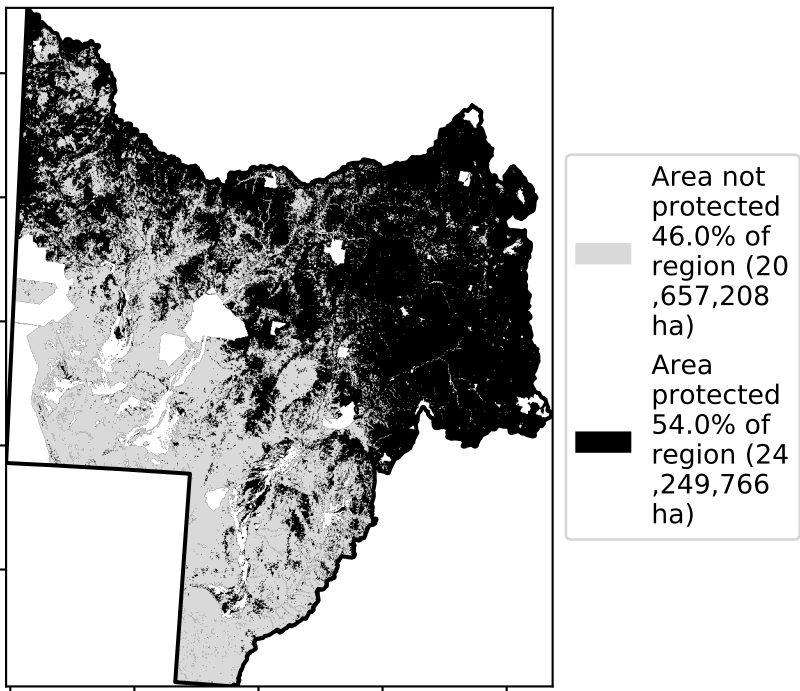 Area not
protected
46.0% of
region (20
,657,208
ha)
Area
protected
54.0% of
region (24
,249,766
ha)